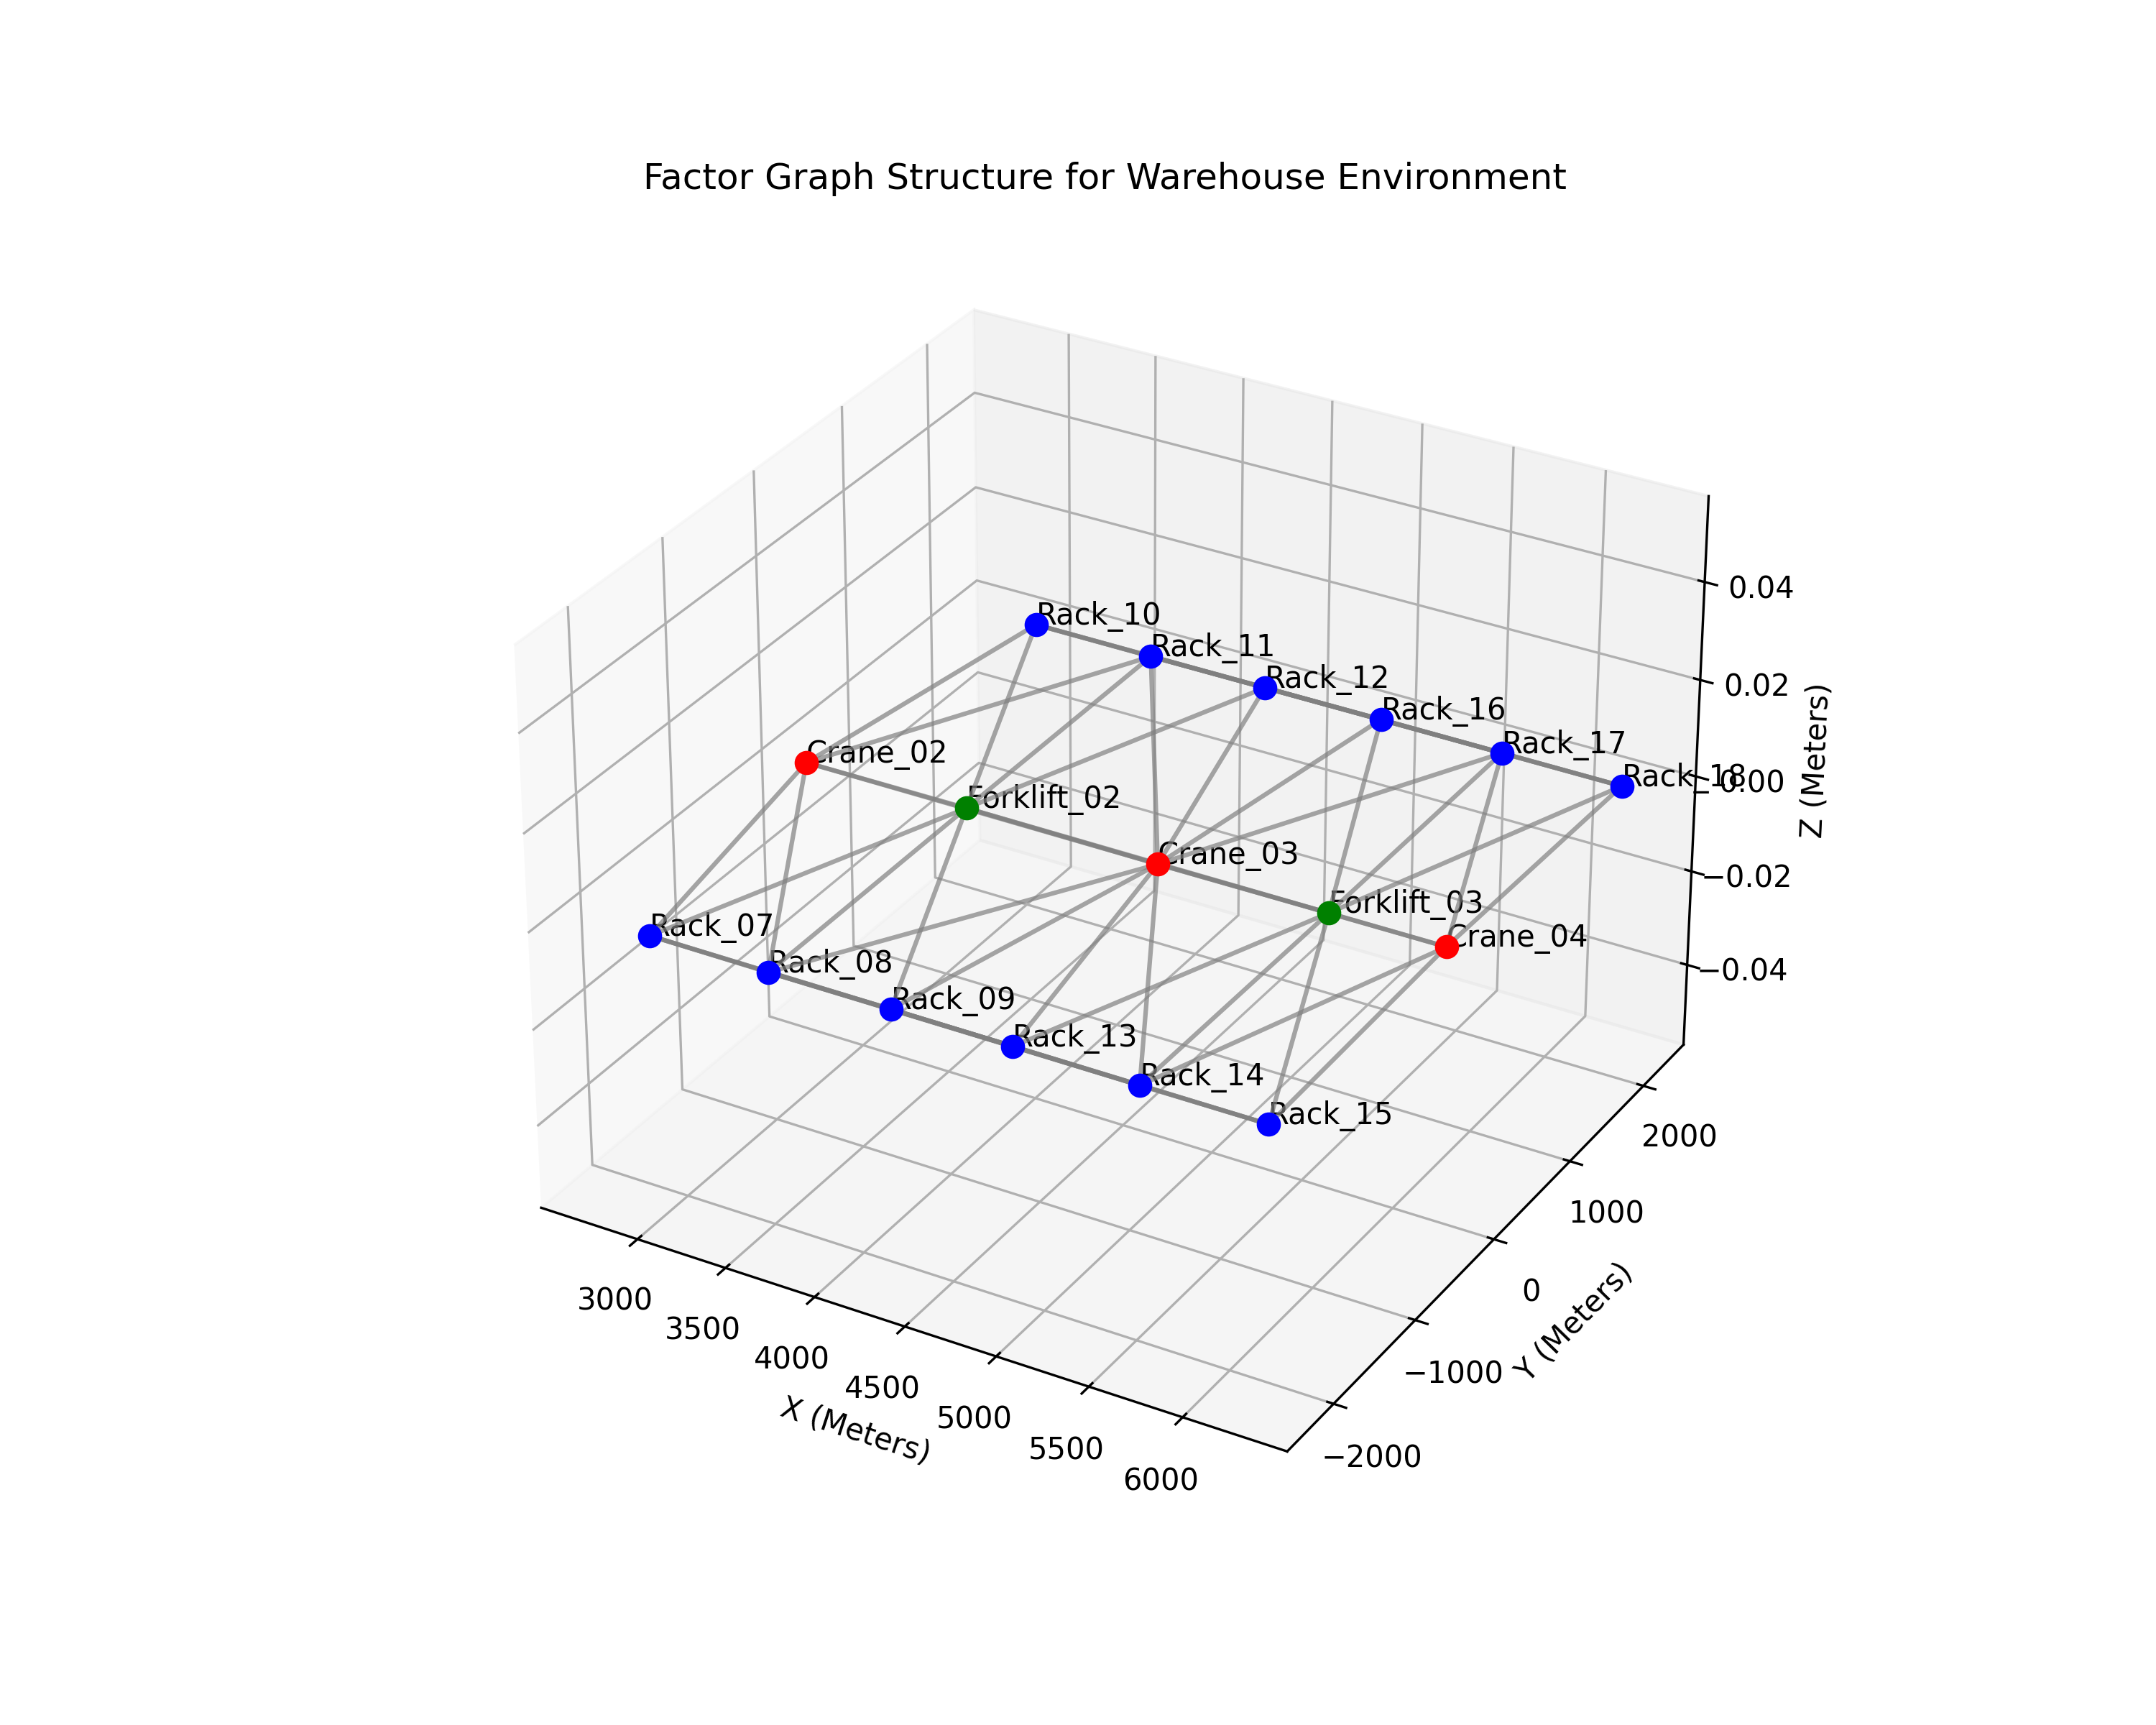 Factor Graph Structure for Warehouse Environment
Rack_10
Rack_11
Rack_12
Rack_16
Rack_17
Rack_18
Crane_02
Forklift_02
Crane_03
Forklift_03
Crane_04
Rack_07
Rack_08
Rack_09
Rack_13
Rack_14
Rack_15
0.04
0.02
0.00
−0.02
−0.04
Z (Meters)
2000
1000
0
−1000
−2000
Y (Meters)
3000
3500
4000
4500
5000
5500
6000
X (Meters)